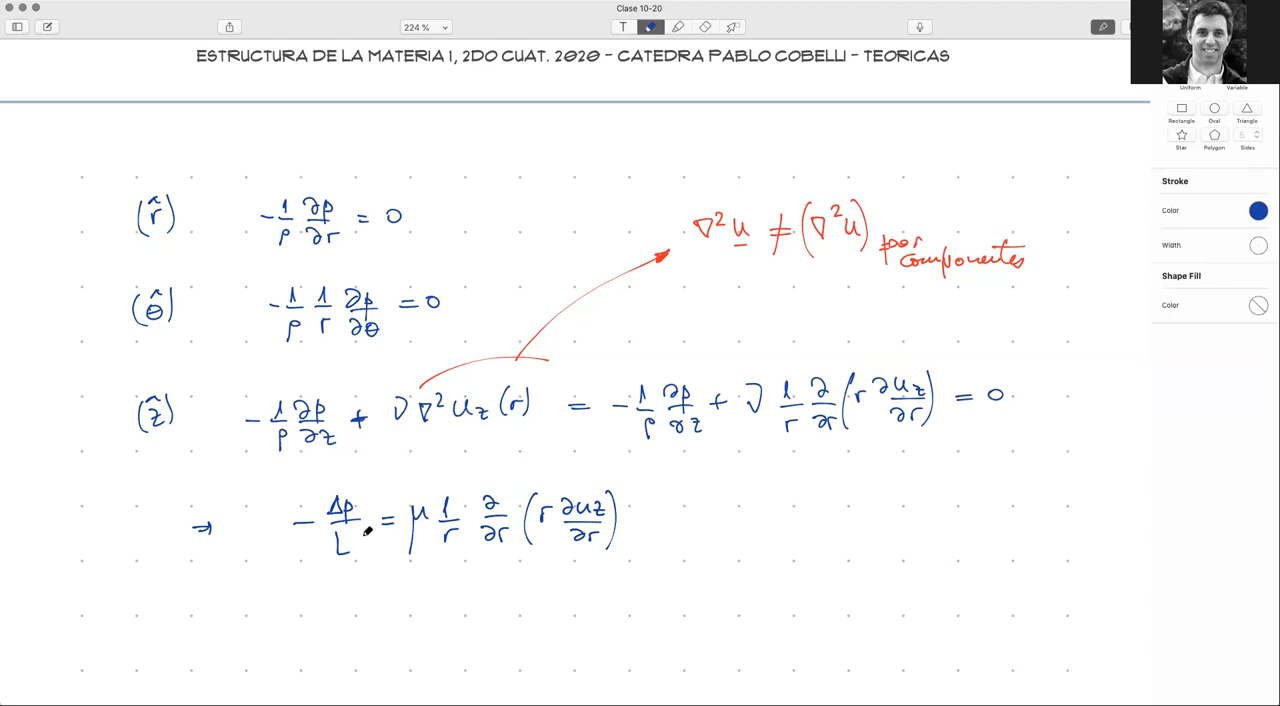 Clase 10-20
224 %
T
ESTRUCTURA DE LA MATERIA 1, 2DO CUAT. 2020 - CATEDRA PABLO COBELLI - TEORICAS
Uniform Variable
Rectangle Oval Triangle
5
Star Polygon Sides
Stroke
Color
Width
Shape Fill
Color
(r̂) -1/ρ ∂p/∂r = 0
∇²u ≠ (∇²u) por componentes
(θ̂) -1/ρ 1/r ∂p/∂θ = 0
(ẑ) -1/ρ ∂p/∂z + ν∇²u_z(r) = -1/ρ ∂p/∂z + ν 1/r ∂/∂r (r ∂u_z/∂r) = 0
⇒ - Δp/L = μ 1/r ∂/∂r (r ∂u_z/∂r)